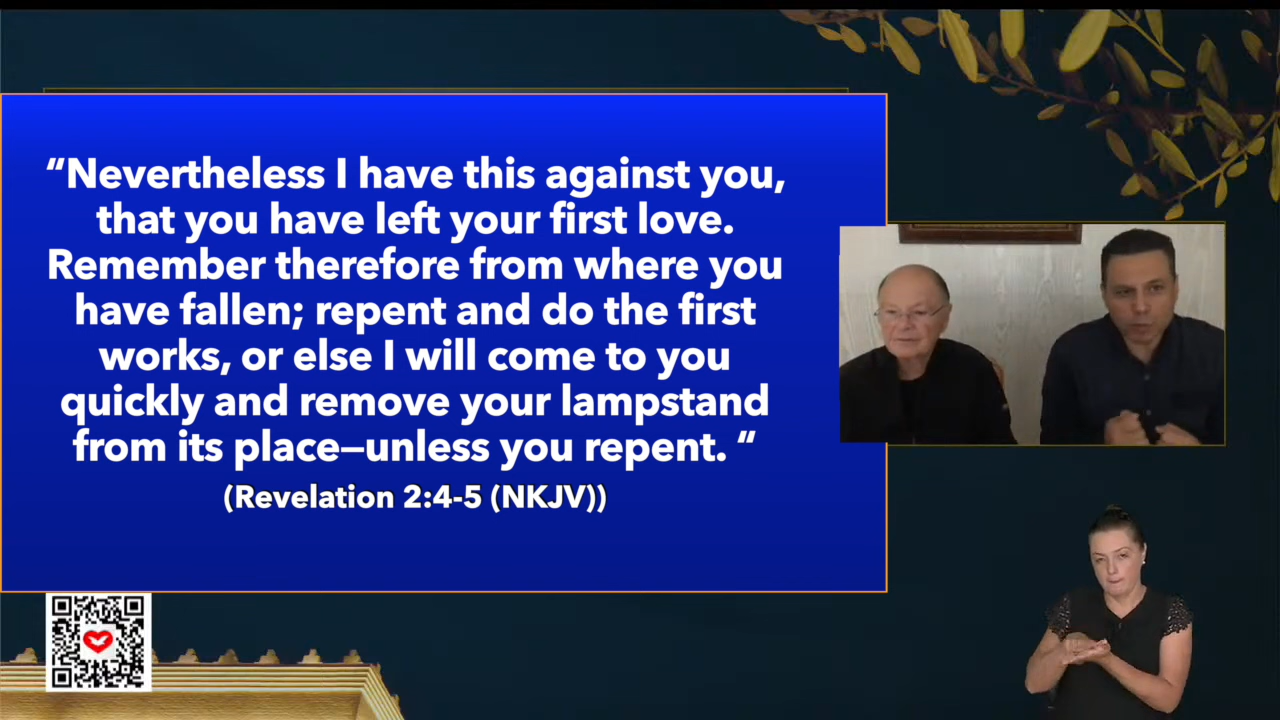 “Nevertheless I have this against you,
that you have left your first love.
Remember therefore from where you
have fallen; repent and do the first
works, or else I will come to you
quickly and remove your lampstand
from its place—unless you repent. “
(Revelation 2:4-5 (NKJV))